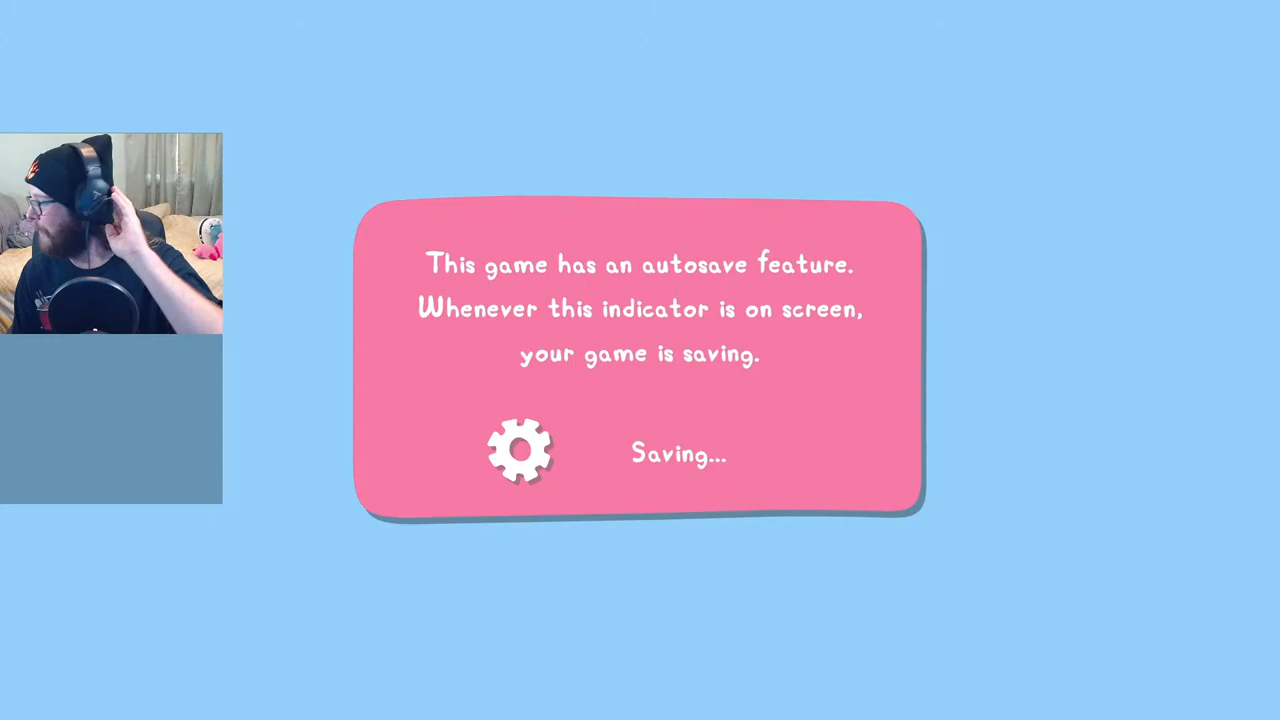 This game has an autosave feature.
Whenever this indicator is on screen,
your game is saving.
Saving...